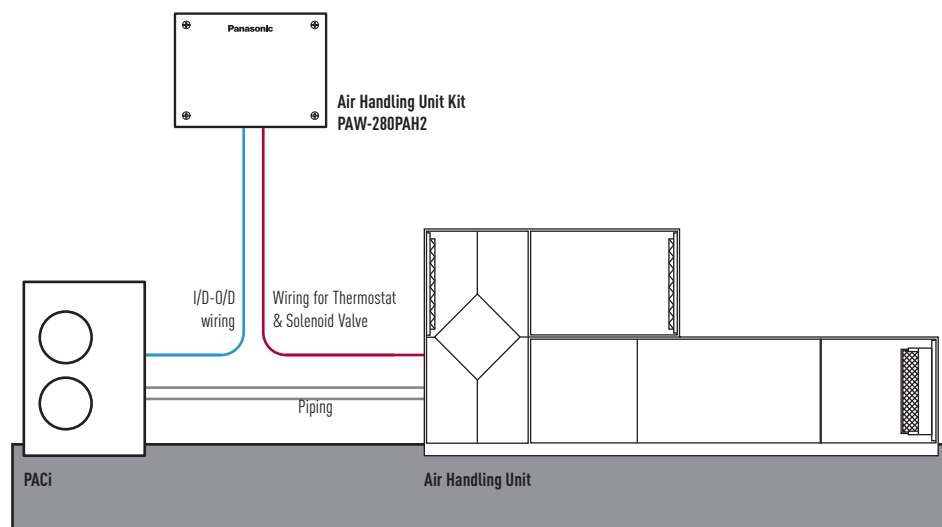 Panasonic
Air Handling Unit Kit
PAW-280PAH2
I/D-O/D
wiring
Wiring for Thermostat
& Solenoid Valve
Piping
PACi
Air Handling Unit